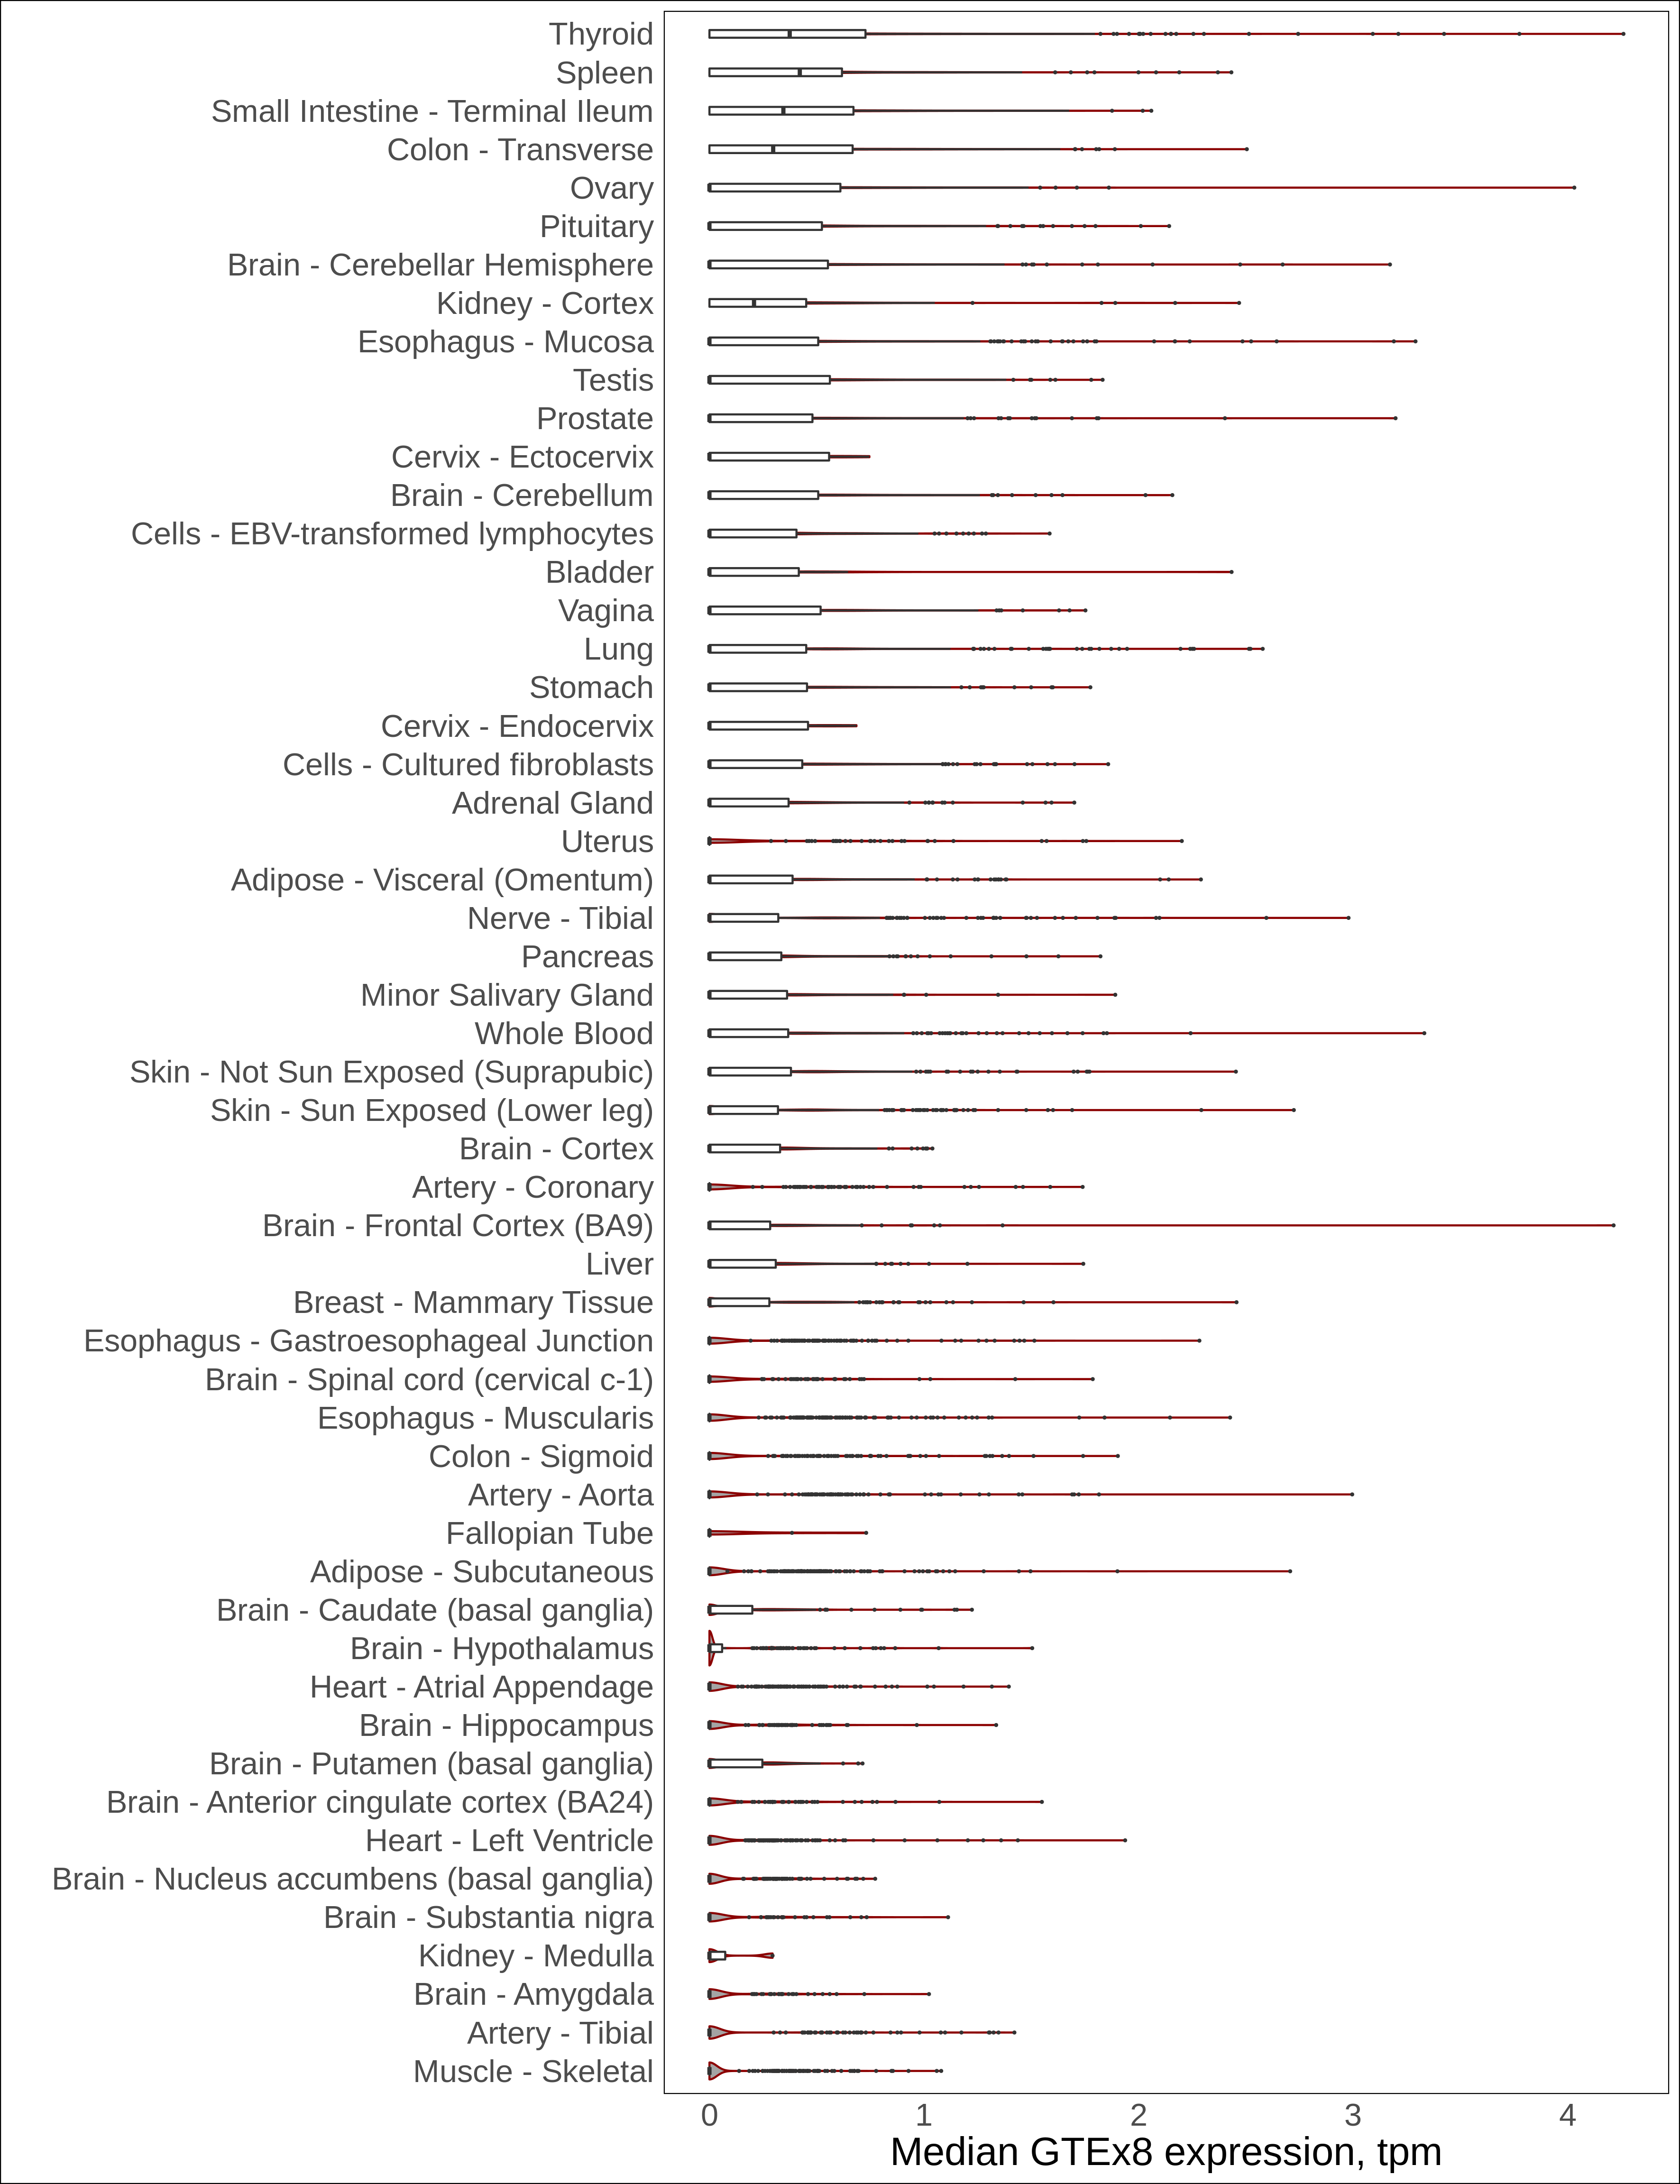 Thyroid
Spleen
Small Intestine - Terminal Ileum
Colon - Transverse
Ovary
Pituitary
Brain - Cerebellar Hemisphere
Kidney - Cortex
Esophagus - Mucosa
Testis
Prostate
Cervix - Ectocervix
Brain - Cerebellum
Cells - EBV-transformed lymphocytes
Bladder
Vagina
Lung
Stomach
Cervix - Endocervix
Cells - Cultured fibroblasts
Adrenal Gland
Uterus
Adipose - Visceral (Omentum)
Nerve - Tibial
Pancreas
Minor Salivary Gland
Whole Blood
Skin - Not Sun Exposed (Suprapubic)
Skin - Sun Exposed (Lower leg)
Brain - Cortex
Artery - Coronary
Brain - Frontal Cortex (BA9)
Liver
Breast - Mammary Tissue
Esophagus - Gastroesophageal Junction
Brain - Spinal cord (cervical c-1)
Esophagus - Muscularis
Colon - Sigmoid
Artery - Aorta
Fallopian Tube
Adipose - Subcutaneous
Brain - Caudate (basal ganglia)
Brain - Hypothalamus
Heart - Atrial Appendage
Brain - Hippocampus
Brain - Putamen (basal ganglia)
Brain - Anterior cingulate cortex (BA24)
Heart - Left Ventricle
Brain - Nucleus accumbens (basal ganglia)
Brain - Substantia nigra
Kidney - Medulla
Brain - Amygdala
Artery - Tibial
Muscle - Skeletal
0 1 2 3 4
Median GTEx8 expression, tpm